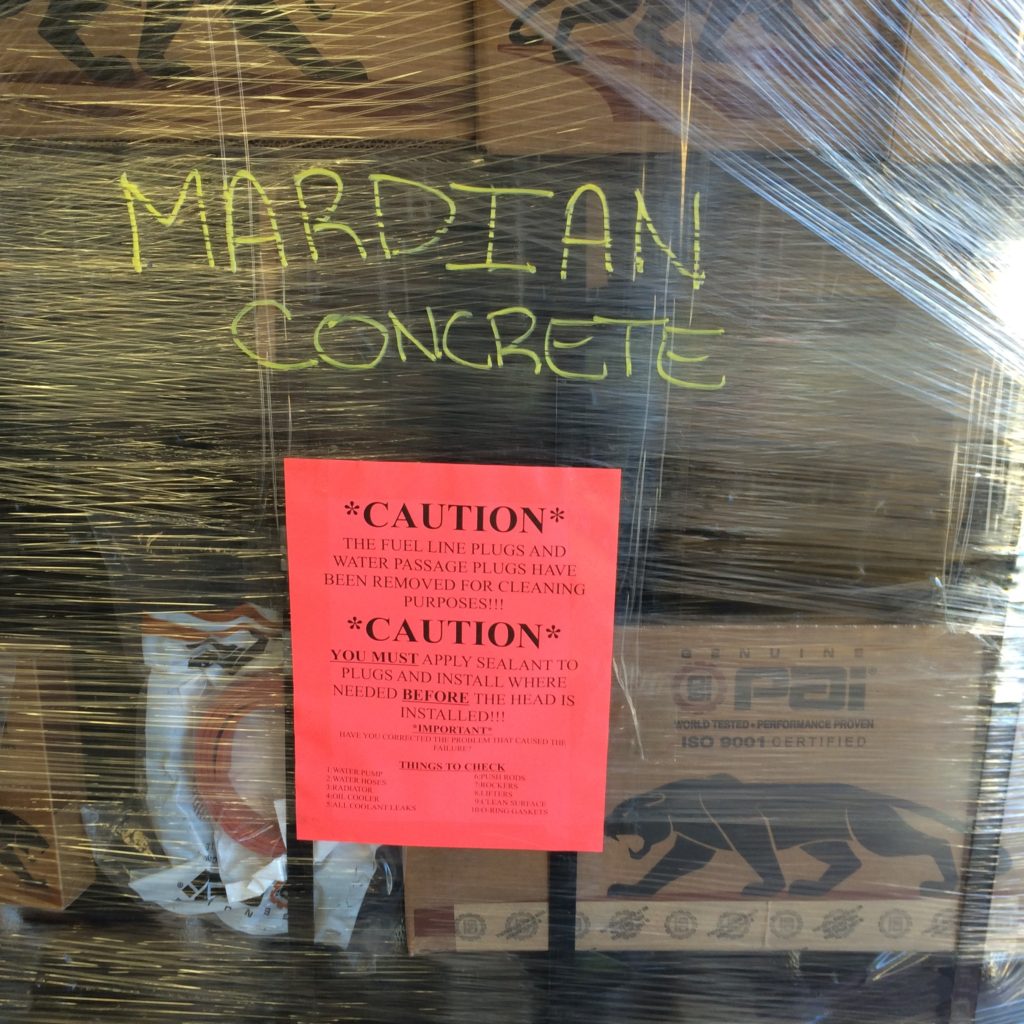 MARDIAN
CONCRETE
*CAUTION*
THE FUEL LINE PLUGS AND
WATER PASSAGE PLUGS HAVE
BEEN REMOVED FOR CLEANING
PURPOSES!!!
*CAUTION*
YOU MUST APPLY SEALANT TO
PLUGS AND INSTALL WHERE
NEEDED BEFORE THE HEAD IS
INSTALLED!!!
*IMPORTANT*
HAVE YOU CORRECTED THE PROBLEM THAT CAUSED THE
FAILURE?
THINGS TO CHECK
1:WATER PUMP
2:WATER HOSES
3:RADIATOR
4:OIL COOLER
5:ALL COOLANT LEAKS
6:PUSH RODS
7:ROCKERS
8:LIFTERS
9:CLEAN SURFACE
10:O-RING GASKETS
GENUINE
rai®
WORLD TESTED • PERFORMANCE PROVEN
ISO 9001 CERTIFIED